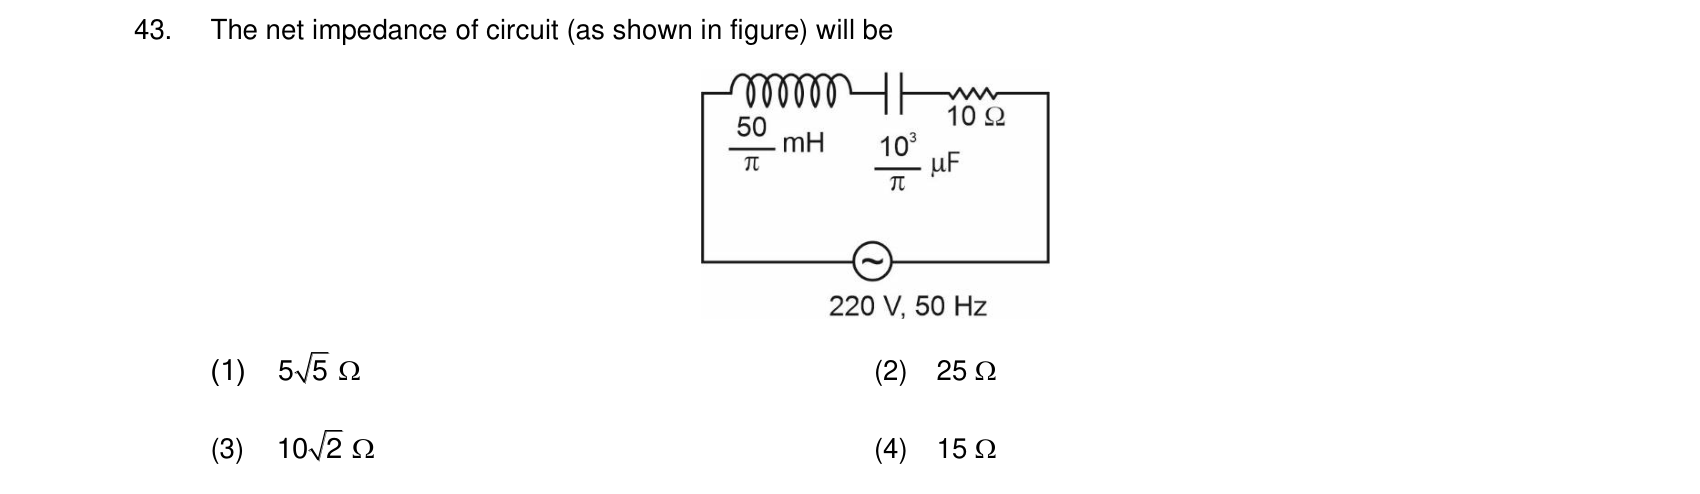 43. The net impedance of circuit (as shown in figure) will be
10 Ω
50/π mH
10³/π μF
~
220 V, 50 Hz
(1) 5√5 Ω (2) 25 Ω
(3) 10√2 Ω (4) 15 Ω